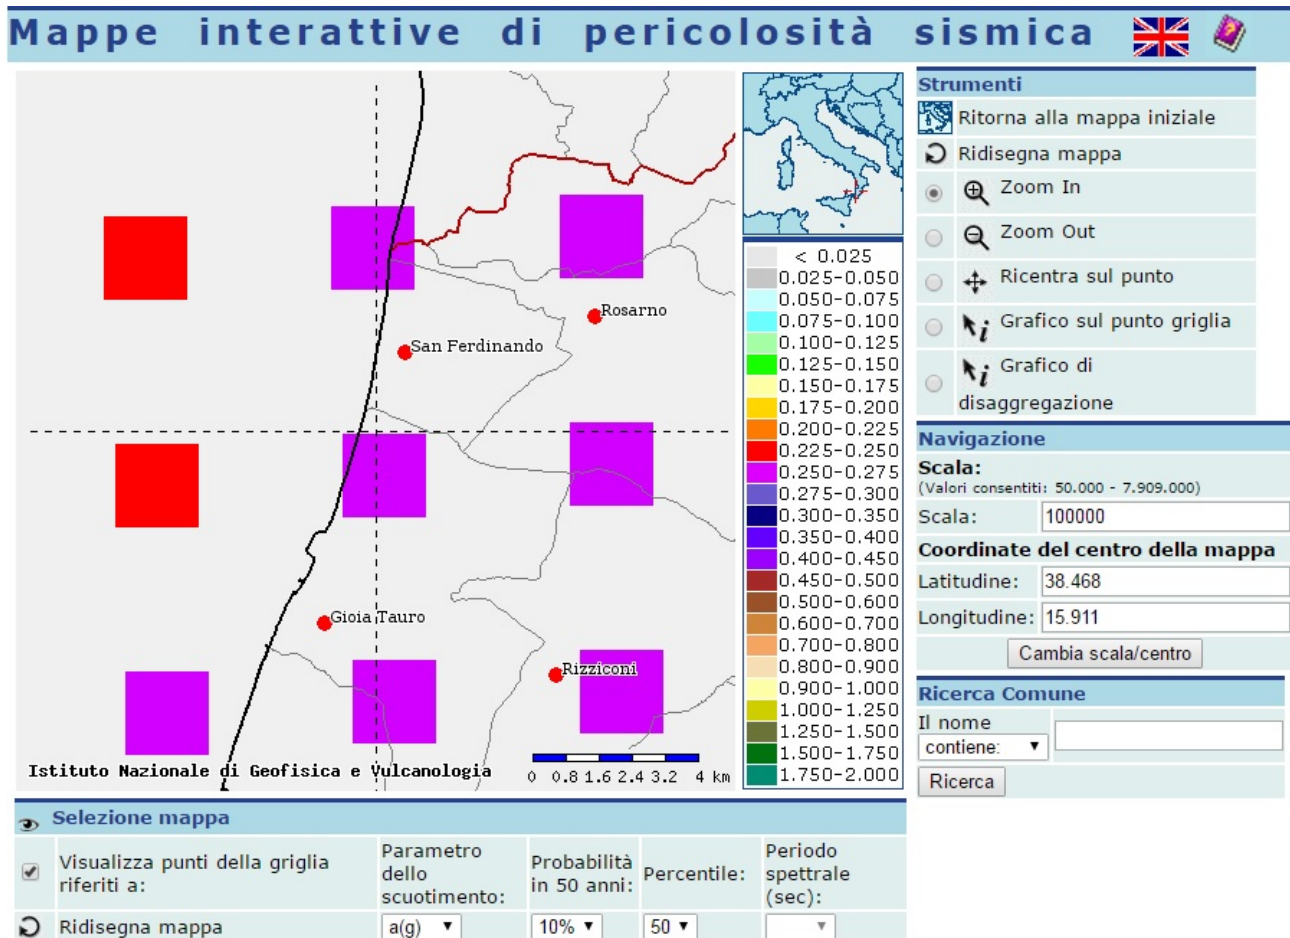 Mappe interattive di pericolosità sismica
Rosarno
San Ferdinando
Gioia Tauro
Rizziconi
Istituto Nazionale di Geofisica e Vulcanologia
0 0.8 1.6 2.4 3.2 4 km
< 0.025
0.025-0.050
0.050-0.075
0.075-0.100
0.100-0.125
0.125-0.150
0.150-0.175
0.175-0.200
0.200-0.225
0.225-0.250
0.250-0.275
0.275-0.300
0.300-0.350
0.350-0.400
0.400-0.450
0.450-0.500
0.500-0.600
0.600-0.700
0.700-0.800
0.800-0.900
0.900-1.000
1.000-1.250
1.250-1.500
1.500-1.750
1.750-2.000
Strumenti
Ritorna alla mappa iniziale
Ridisegna mappa
Zoom In
Zoom Out
Ricentra sul punto
Grafico sul punto griglia
Grafico di
disaggregazione
Navigazione
Scala:
(Valori consentiti: 50.000 - 7.909.000)
Scala: 100000
Coordinate del centro della mappa
Latitudine: 38.468
Longitudine: 15.911
Cambia scala/centro
Ricerca Comune
Il nome
contiene:
Ricerca
Selezione mappa
Visualizza punti della griglia
riferiti a:
Parametro
dello
scuotimento:
Probabilità
in 50 anni:
Percentile:
Periodo
spettrale
(sec):
Ridisegna mappa
a(g)
10%
50